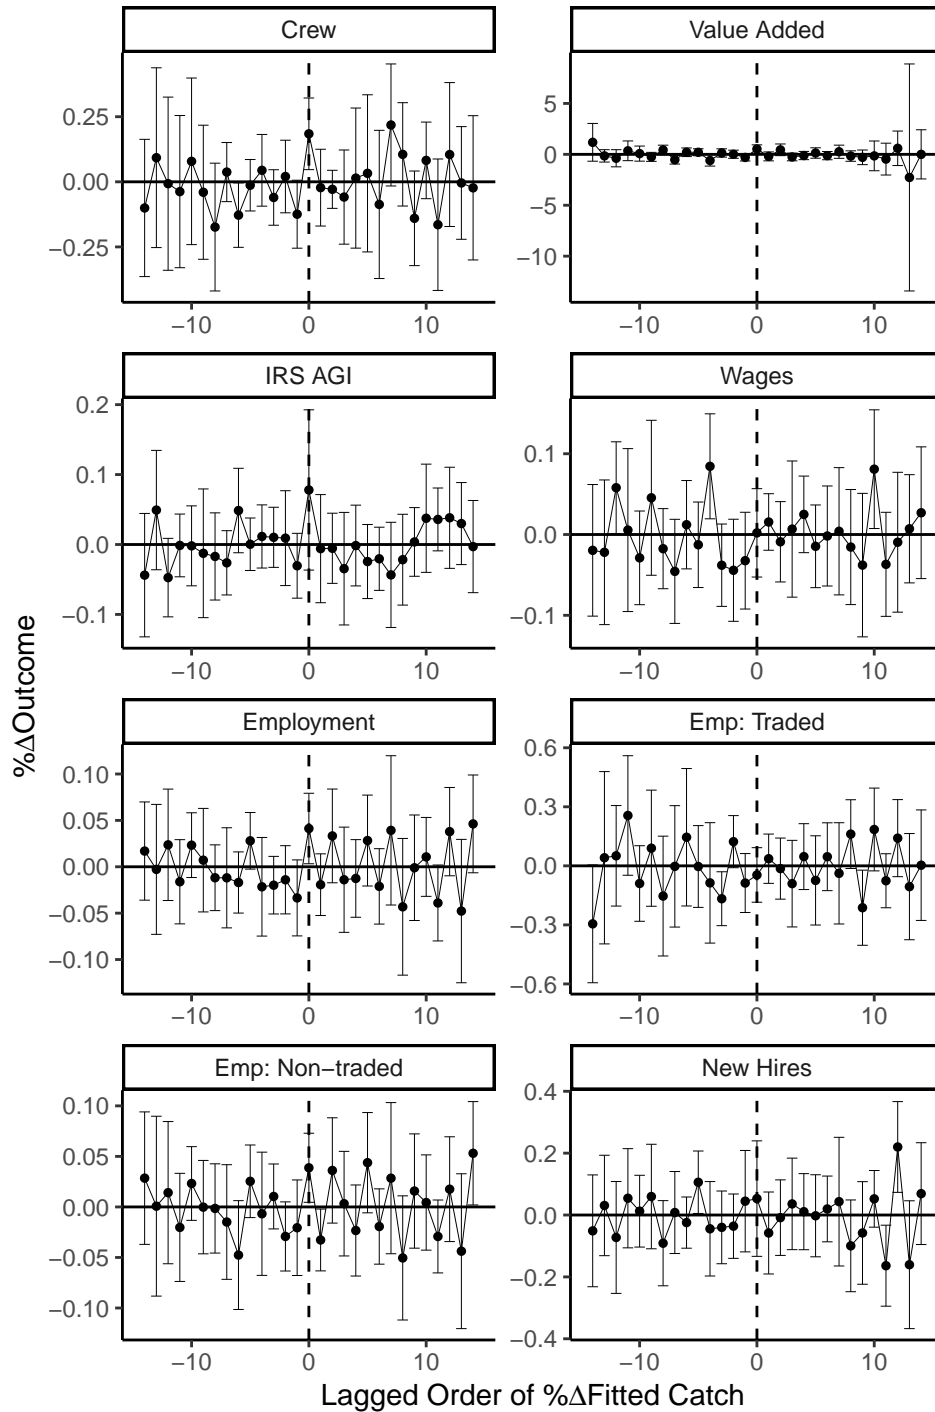 Crew
Value Added
0.25
0.00
−0.25
−10 0 10
5
0
−5
−10
−10 0 10
IRS AGI
Wages
0.2
0.1
0.0
−0.1
−10 0 10
0.1
0.0
−0.1
−10 0 10
Employment
Emp: Traded
0.10
0.05
0.00
−0.05
−0.10
−10 0 10
0.6
0.3
0.0
−0.3
−0.6
−10 0 10
Emp: Non−traded
New Hires
0.10
0.05
0.00
−0.05
−0.10
−10 0 10
0.4
0.2
0.0
−0.2
−0.4
−10 0 10
%ΔOutcome
Lagged Order of %ΔFitted Catch